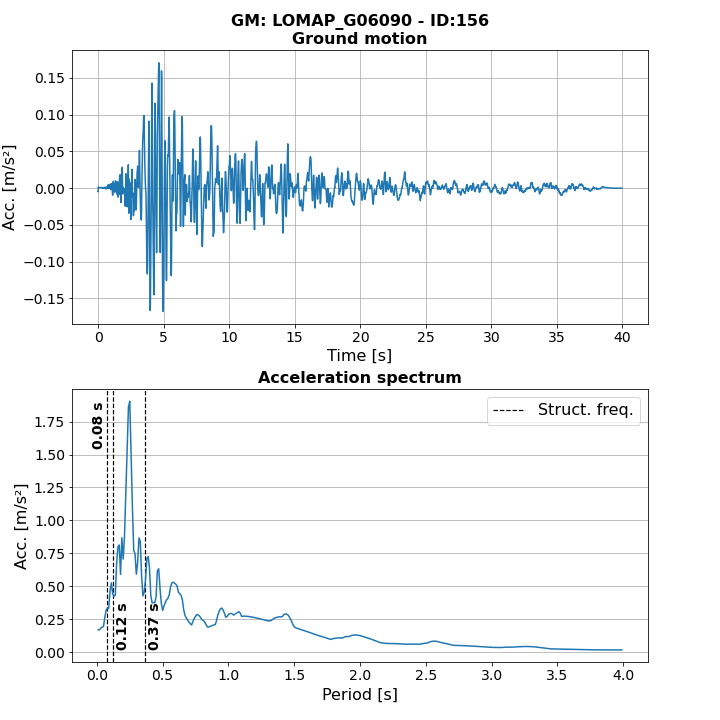 GM: LOMAP_G06090 - ID:156
Ground motion
0.15
0.10
0.05
0.00
−0.05
−0.10
−0.15
Acc. [m/s²]
0 5 10 15 20 25 30 35 40
Time [s]
Acceleration spectrum
1.75
1.50
1.25
1.00
0.75
0.50
0.25
0.00
Acc. [m/s²]
Struct. freq.
0.08 s
0.12 s
0.37 s
0.0 0.5 1.0 1.5 2.0 2.5 3.0 3.5 4.0
Period [s]